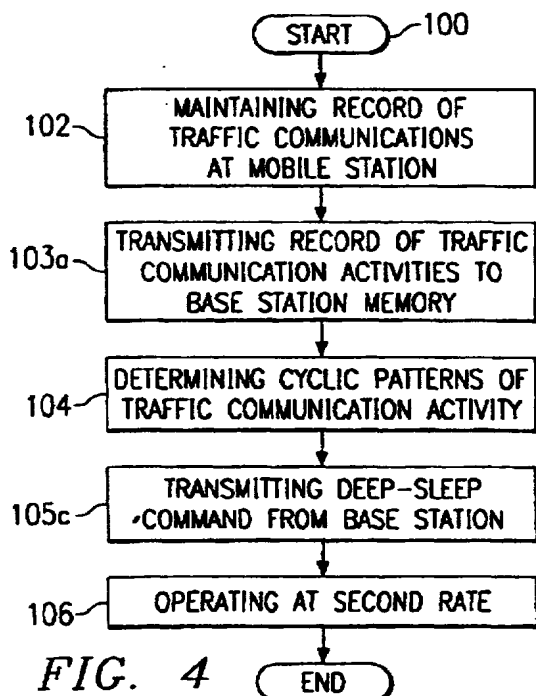 START
100
102
MAINTAINING RECORD OF
TRAFFIC COMMUNICATIONS
AT MOBILE STATION
103a
TRANSMITTING RECORD OF TRAFFIC
COMMUNICATION ACTIVITIES TO
BASE STATION MEMORY
104
DETERMINING CYCLIC PATTERNS OF
TRAFFIC COMMUNICATION ACTIVITY
105c
TRANSMITTING DEEP-SLEEP
COMMAND FROM BASE STATION
106
OPERATING AT SECOND RATE
FIG. 4
END